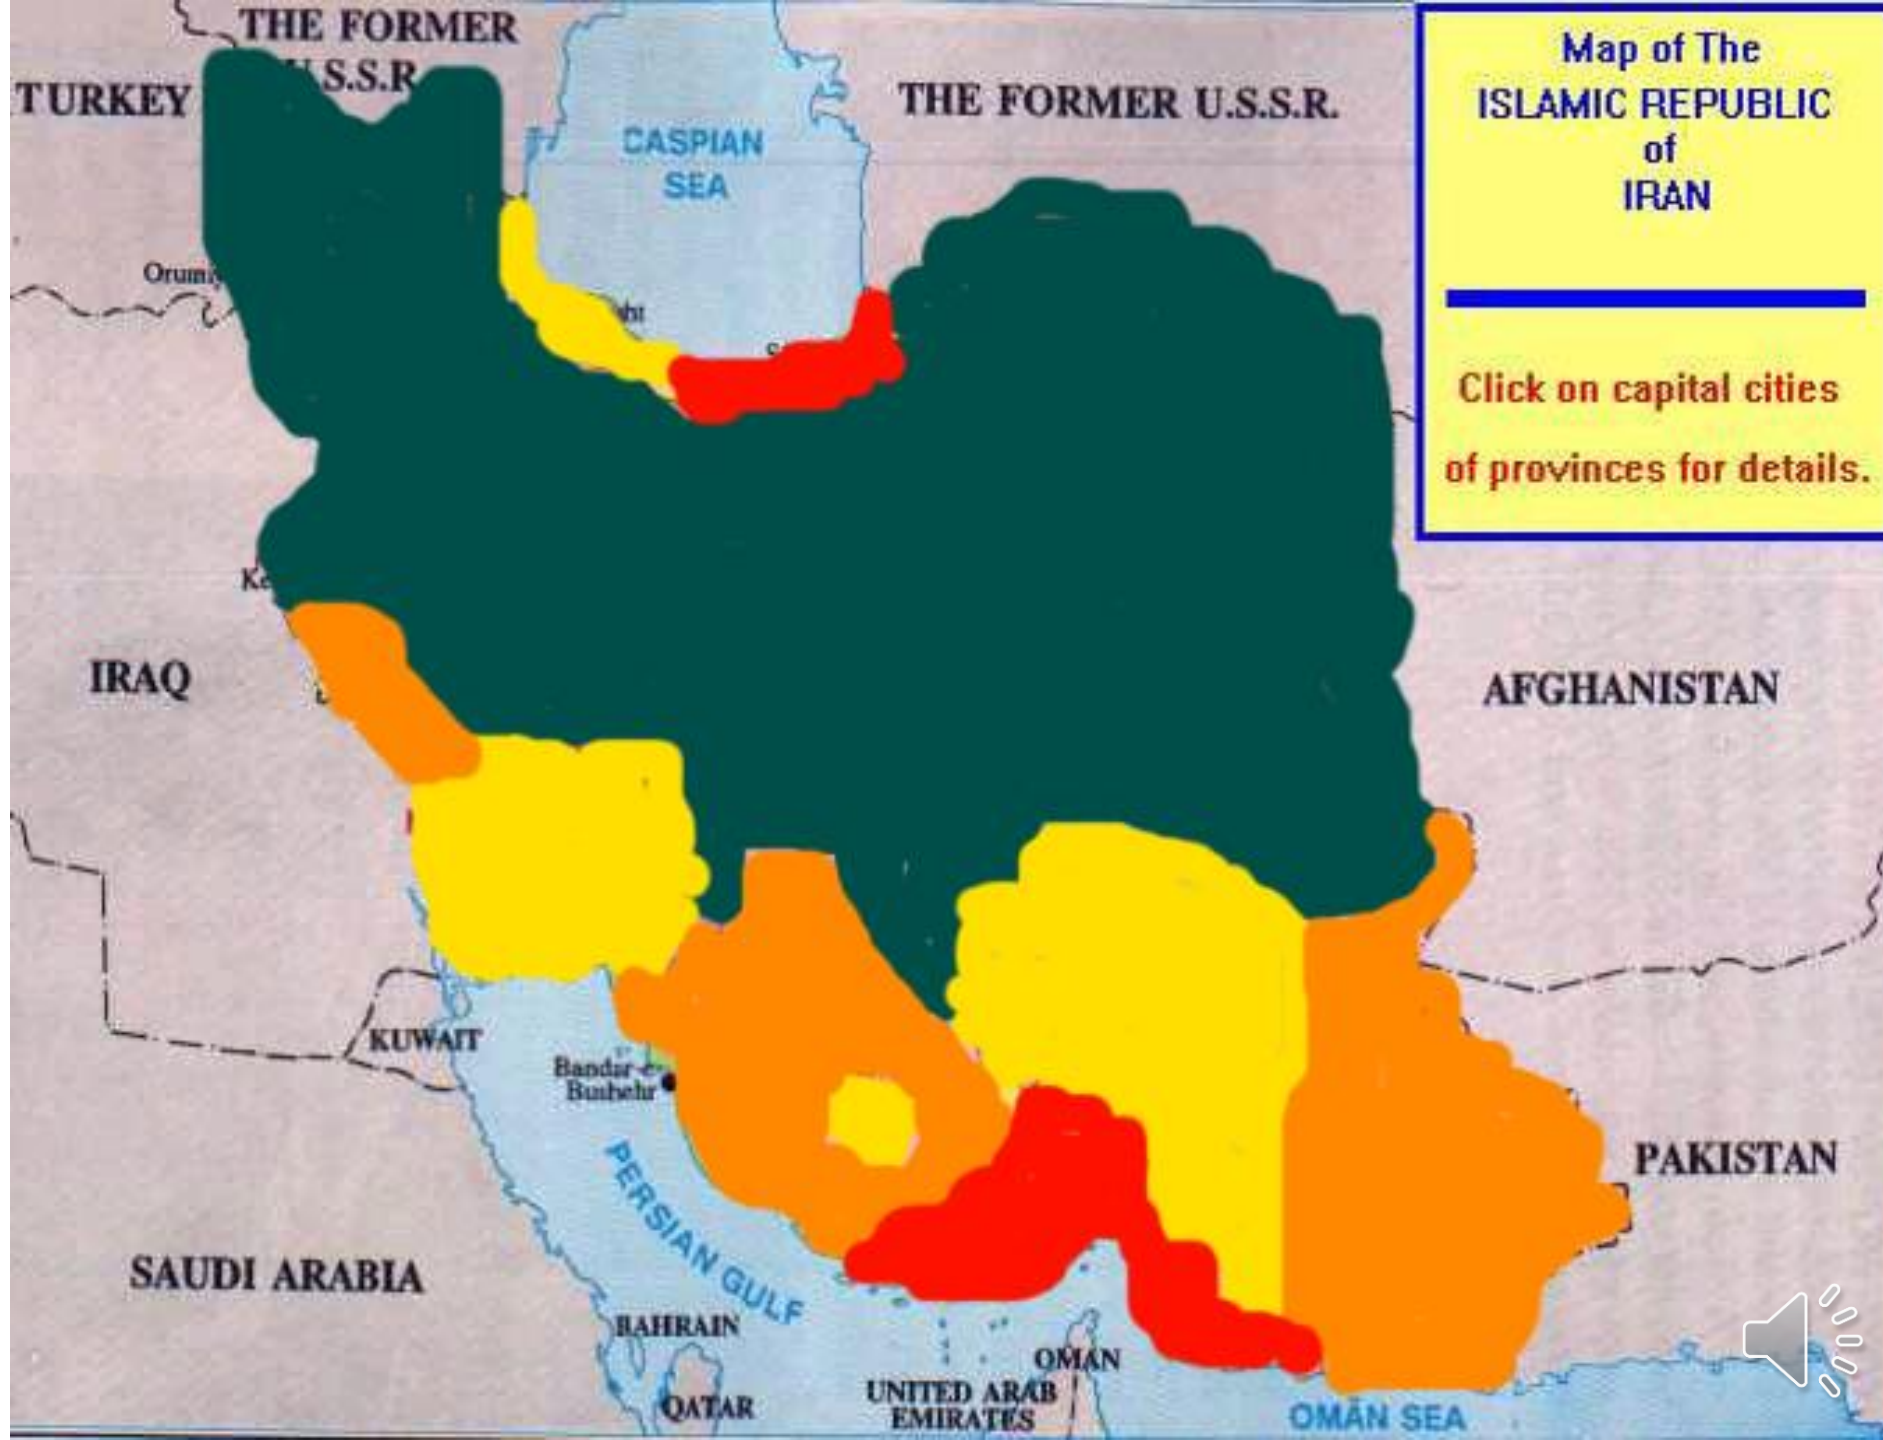 THE FORMER
U.S.S.R.
TURKEY
CASPIAN
SEA
THE FORMER U.S.S.R.
Map of The
ISLAMIC REPUBLIC
of
IRAN
Click on capital cities
of provinces for details.
IRAQ
AFGHANISTAN
KUWAIT
Bandar-e-
Bushehr
PERSIAN GULF
PAKISTAN
SAUDI ARABIA
BAHRAIN
QATAR
OMAN
UNITED ARAB
EMIRATES
OMAN SEA